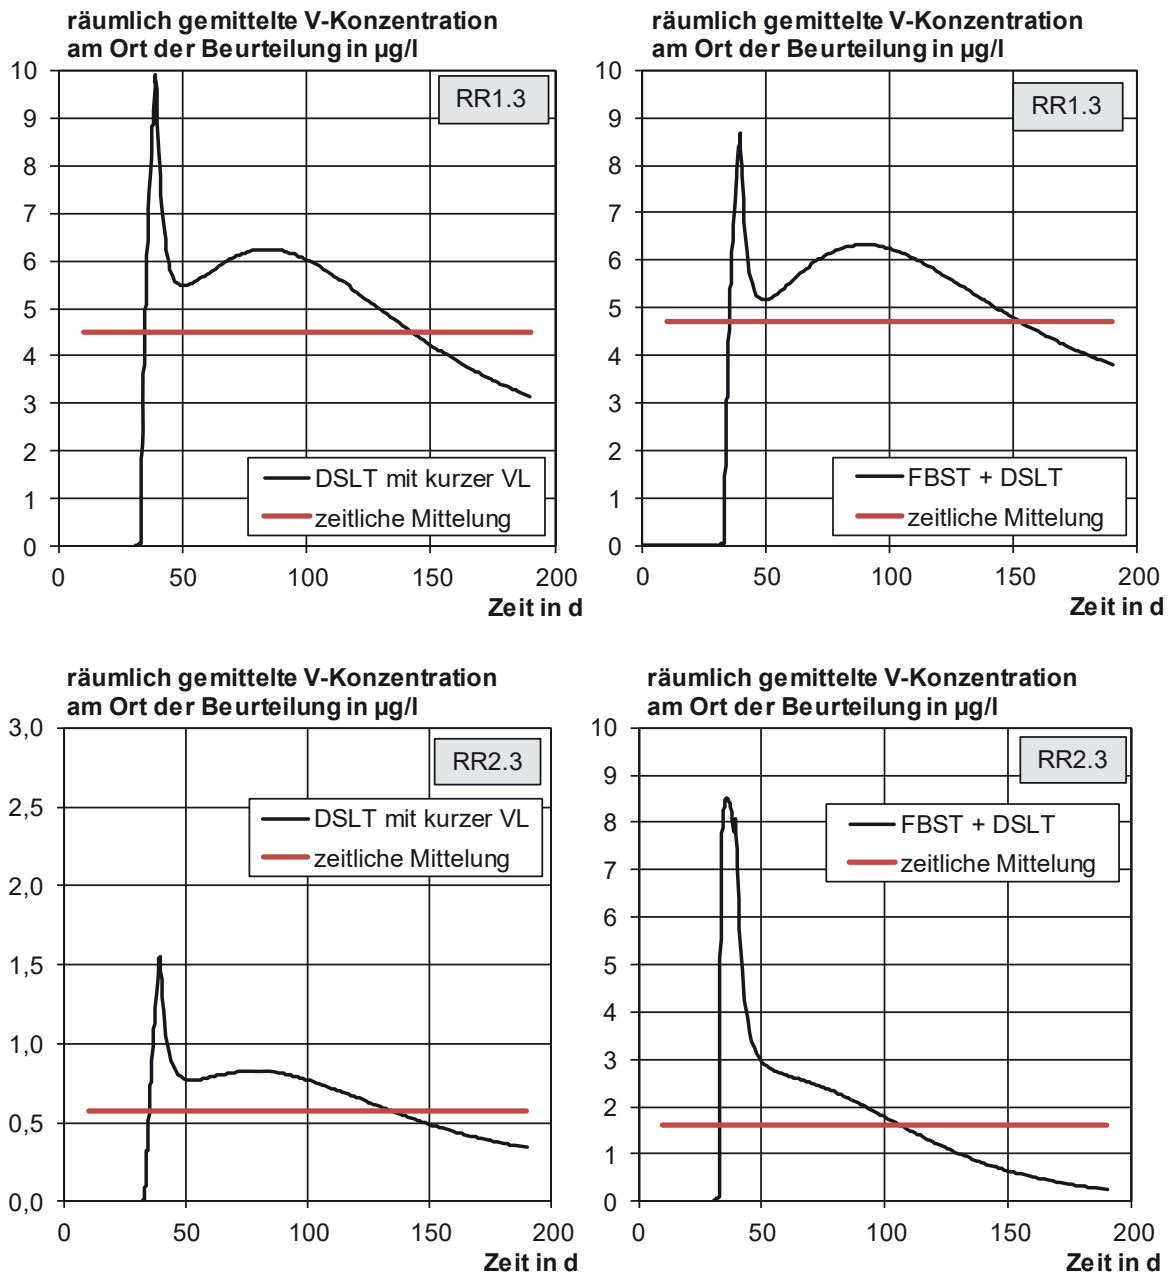 räumlich gemittelte V-Konzentration
am Ort der Beurteilung in µg/l
10
9
8
7
6
5
4
3
2
1
0
RR1.3
DSLT mit kurzer VL
zeitliche Mittelung
0 50 100 150 200
Zeit in d
räumlich gemittelte V-Konzentration
am Ort der Beurteilung in µg/l
10
9
8
7
6
5
4
3
2
1
0
RR1.3
FBST + DSLT
zeitliche Mittelung
0 50 100 150 200
Zeit in d
räumlich gemittelte V-Konzentration
am Ort der Beurteilung in µg/l
3,0
2,5
2,0
1,5
1,0
0,5
0,0
RR2.3
DSLT mit kurzer VL
zeitliche Mittelung
0 50 100 150 200
Zeit in d
räumlich gemittelte V-Konzentration
am Ort der Beurteilung in µg/l
10
9
8
7
6
5
4
3
2
1
0
RR2.3
FBST + DSLT
zeitliche Mittelung
0 50 100 150 200
Zeit in d